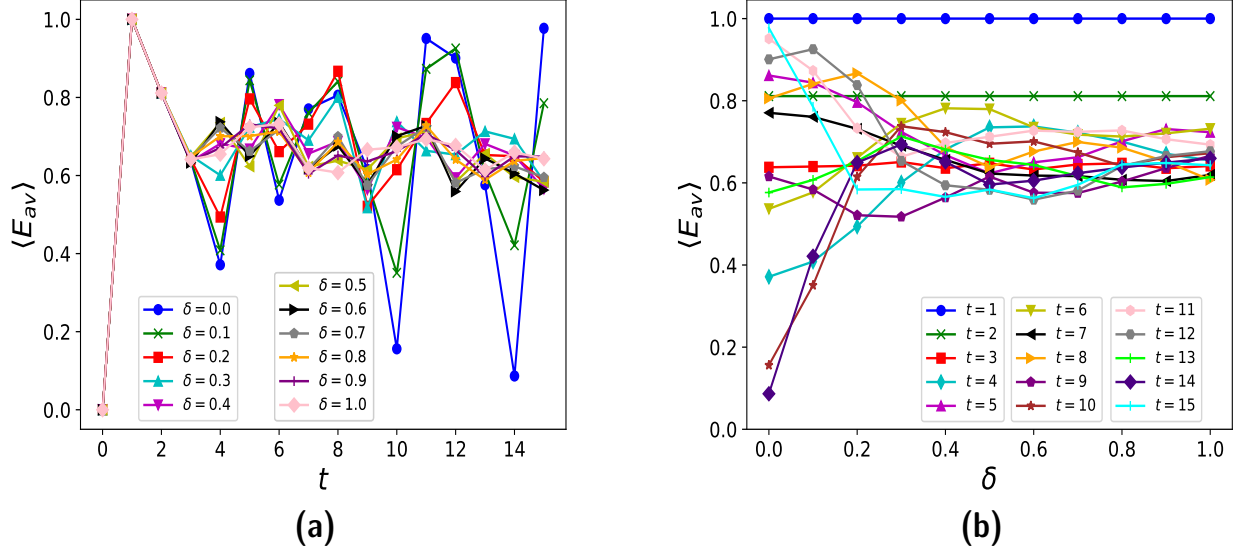 1.0
0.8
0.6
0.4
0.2
0.0
⟨E_{av}⟩
0 2 4 6 8 10 12 14
t
δ = 0.0
δ = 0.1
δ = 0.2
δ = 0.3
δ = 0.4
δ = 0.5
δ = 0.6
δ = 0.7
δ = 0.8
δ = 0.9
δ = 1.0
(a)
1.0
0.8
0.6
0.4
0.2
0.0
⟨E_{av}⟩
0.0 0.2 0.4 0.6 0.8 1.0
δ
t = 1
t = 2
t = 3
t = 4
t = 5
t = 6
t = 7
t = 8
t = 9
t = 10
t = 11
t = 12
t = 13
t = 14
t = 15
(b)